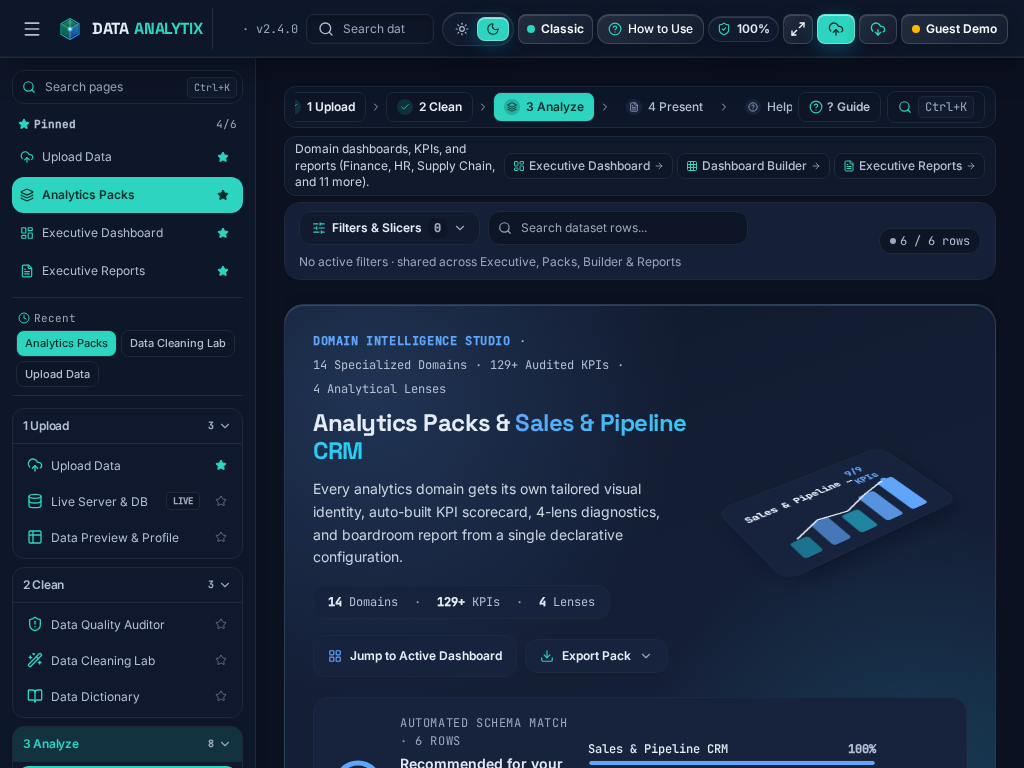 DATA ANALYTIX
· v2.4.0
Search dat
Classic
How to Use
100%
Guest Demo
Search pages
Ctrl+K
Pinned
4/6
Upload Data
Analytics Packs
Executive Dashboard
Executive Reports
Recent
Analytics Packs
Data Cleaning Lab
Upload Data
1 Upload
3
Upload Data
Live Server & DB
LIVE
Data Preview & Profile
2 Clean
3
Data Quality Auditor
Data Cleaning Lab
Data Dictionary
3 Analyze
8
1 Upload
2 Clean
3 Analyze
4 Present
Help
? Guide
Ctrl+K
Domain dashboards, KPIs, and
reports (Finance, HR, Supply Chain,
and 11 more).
Executive Dashboard →
Dashboard Builder →
Executive Reports →
Filters & Slicers
0
Search dataset rows...
6 / 6 rows
No active filters · shared across Executive, Packs, Builder & Reports
DOMAIN INTELLIGENCE STUDIO ·
14 Specialized Domains · 129+ Audited KPIs ·
4 Analytical Lenses
Analytics Packs & Sales & Pipeline
CRM
Every analytics domain gets its own tailored visual
identity, auto-built KPI scorecard, 4-lens diagnostics,
and boardroom report from a single declarative
configuration.
14 Domains · 129+ KPIs · 4 Lenses
Jump to Active Dashboard
Export Pack
Sales & Pipeline
9/9
KPIs
AUTOMATED SCHEMA MATCH
· 6 ROWS
Recommended for your
Sales & Pipeline CRM
100%